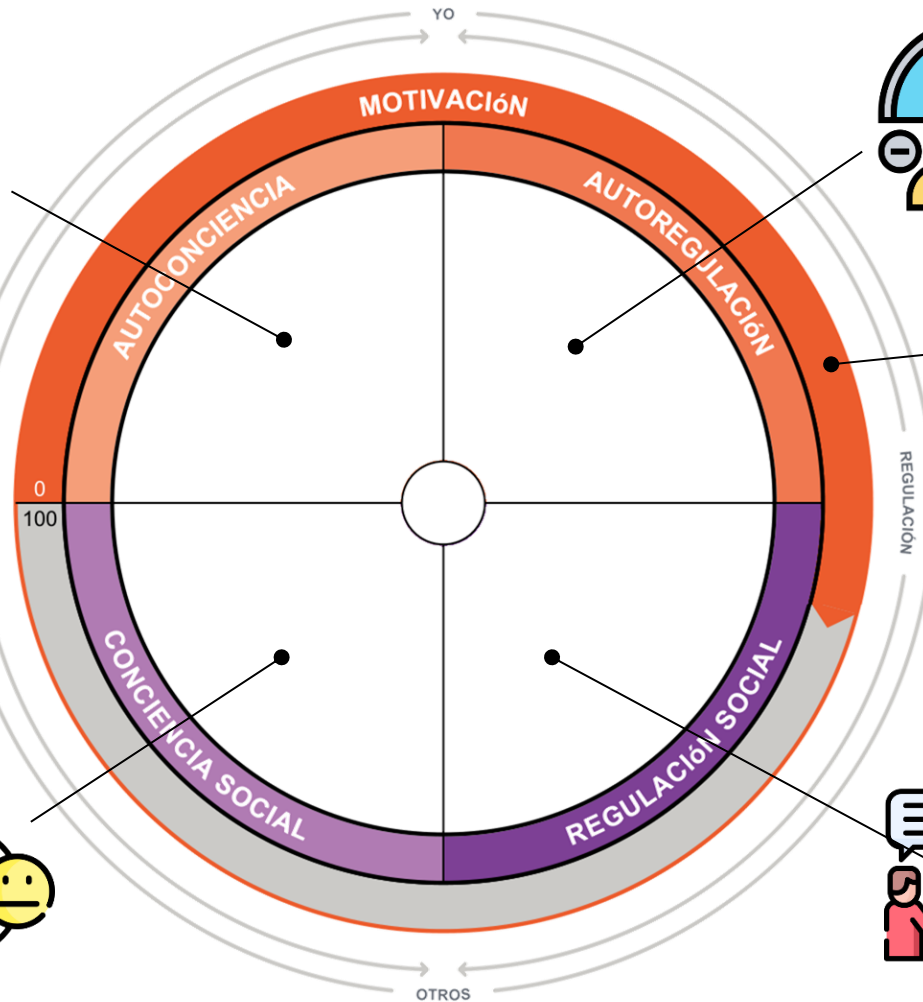 YO
MOTIVACIóN
AUTOCONCIENCIA
AUTOREGULACIóN
0
100
REGULACIÓN
CONCIENCIA SOCIAL
REGULACIóN SOCIAL
OTROS